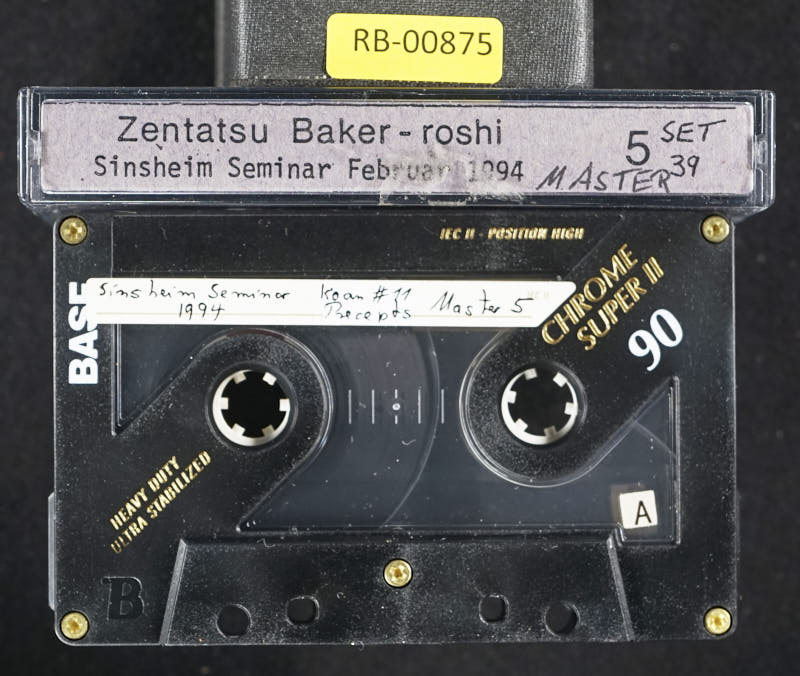 RB-00875
Zentatsu Baker-roshi 5 SET
Sinsheim Seminar Februar 1994 MASTER 39
IEC II - POSITION HIGH
BASF
Sinsheim Seminar Koan #11 Master 5
1994 Precepts
CHROME
SUPER II
90
HEAVY DUTY
ULTRA STABILIZED
A
B